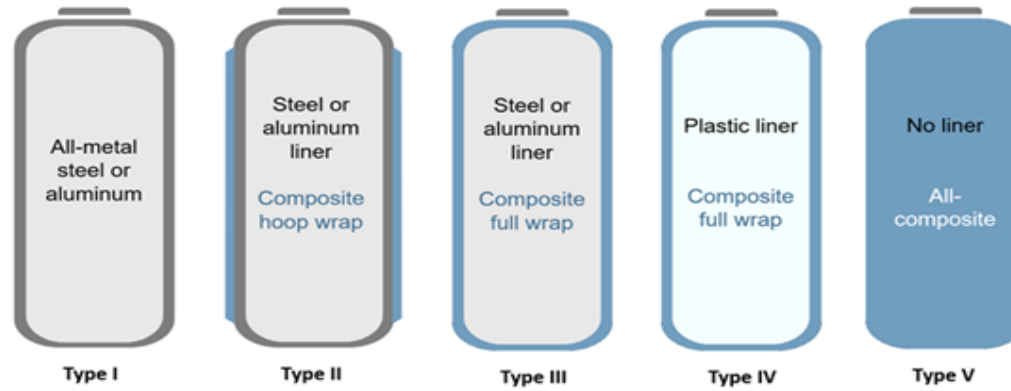 All-metal
steel or
aluminum
Steel or
aluminum
liner
Composite
hoop wrap
Steel or
aluminum
liner
Composite
full wrap
Plastic liner
Composite
full wrap
No liner
All-
composite
Type I
Type II
Type III
Type IV
Type V